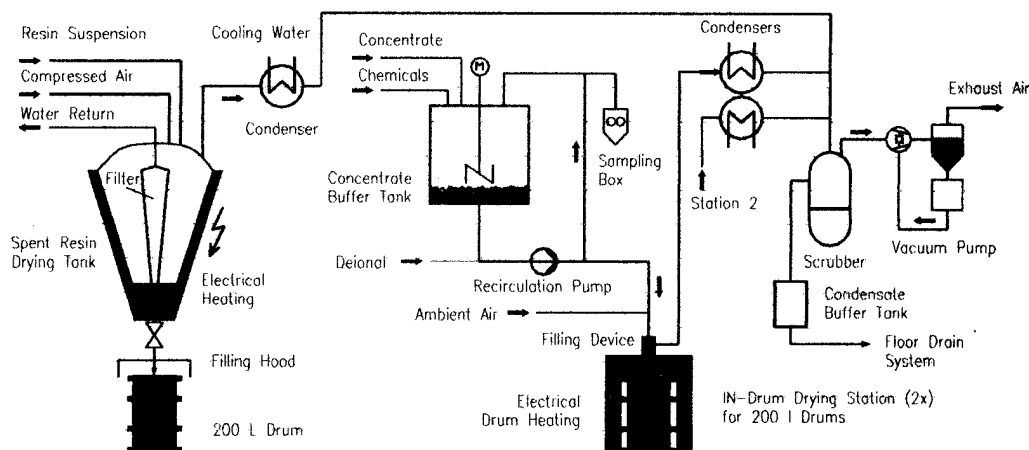 Resin Suspension
Compressed Air
Water Return
Filter
Spent Resin
Drying Tank
Electrical
Heating
Filling Hood
200 L Drum
Cooling Water
Condenser
Concentrate
Chemicals
M
Concentrate
Buffer Tank
Sampling
Box
Deional
Recirculation Pump
Ambient Air
Filling Device
Electrical
Drum Heating
Condensers
Station 2
Exhaust Air
Vacuum Pump
Scrubber
Condensate
Buffer Tank
Floor Drain
System
IN-Drum Drying Station (2x)
for 200 l Drums